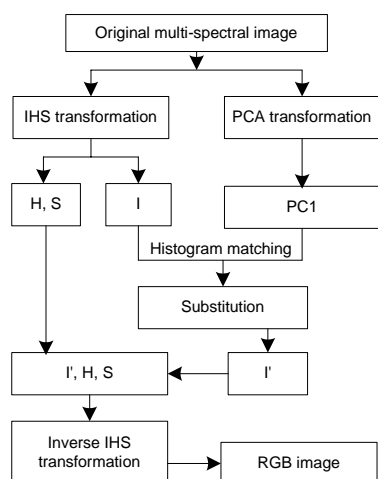 Original multi-spectral image
IHS transformation
PCA transformation
H, S
I
PC1
Histogram matching
Substitution
I', H, S
I'
Inverse IHS
transformation
RGB image